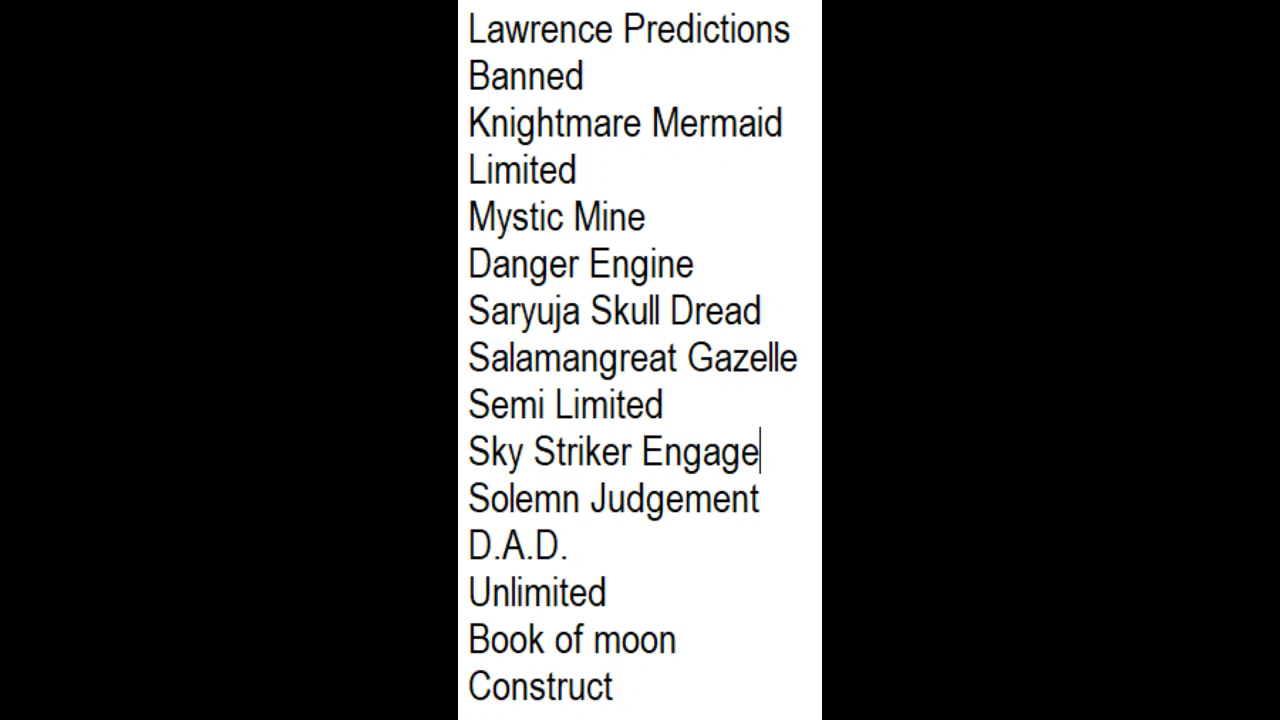 Lawrence Predictions
Banned
Knightmare Mermaid
Limited
Mystic Mine
Danger Engine
Saryuja Skull Dread
Salamangreat Gazelle
Semi Limited
Sky Striker Engage
Solemn Judgement
D.A.D.
Unlimited
Book of moon
Construct